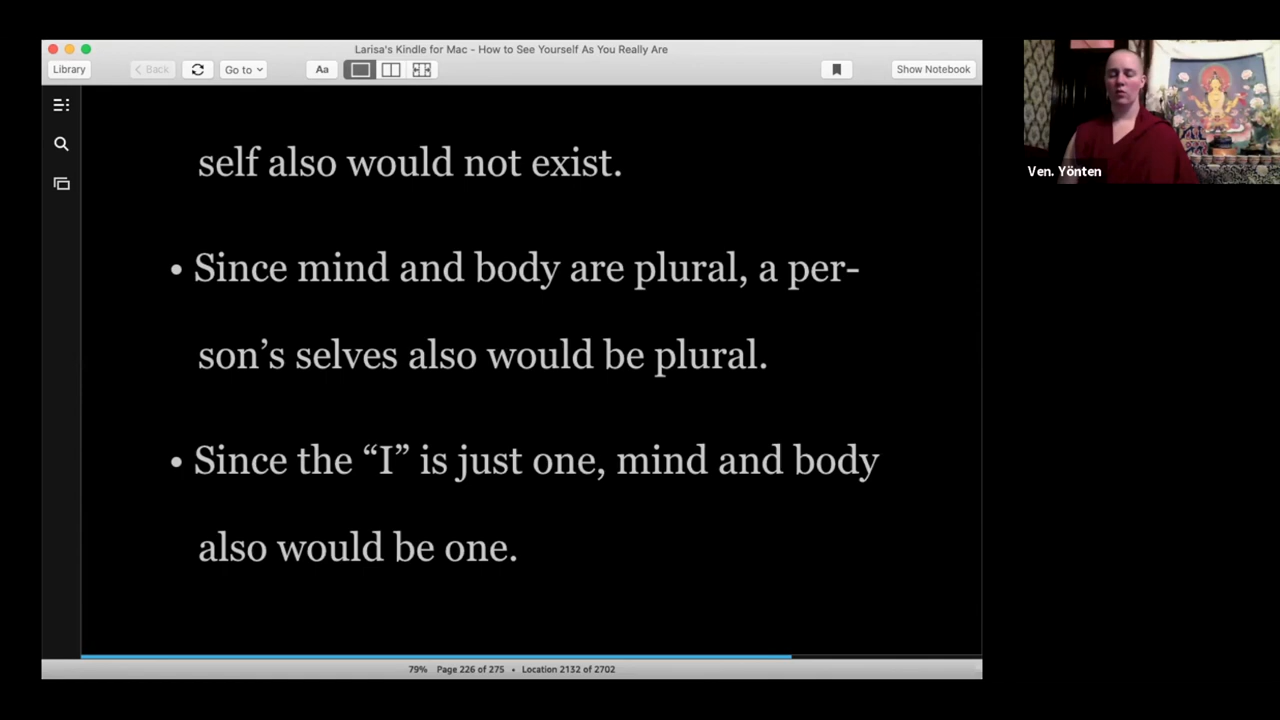 Larisa's Kindle for Mac - How to See Yourself As You Really Are
Library
Back
Go to
Aa
Show Notebook
self also would not exist.
• Since mind and body are plural, a per-
son’s selves also would be plural.
• Since the “I” is just one, mind and body
also would be one.
79% Page 226 of 275 • Location 2132 of 2702
Ven. Yönten